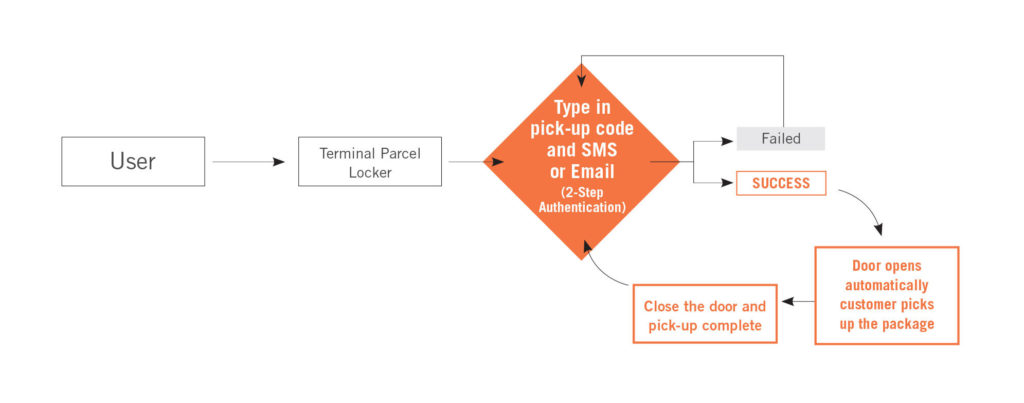 User
Terminal Parcel
Locker
Type in
pick-up code
and SMS
or Email
(2-Step
Authentication)
Failed
SUCCESS
Door opens
automatically
customer picks
up the package
Close the door and
pick-up complete